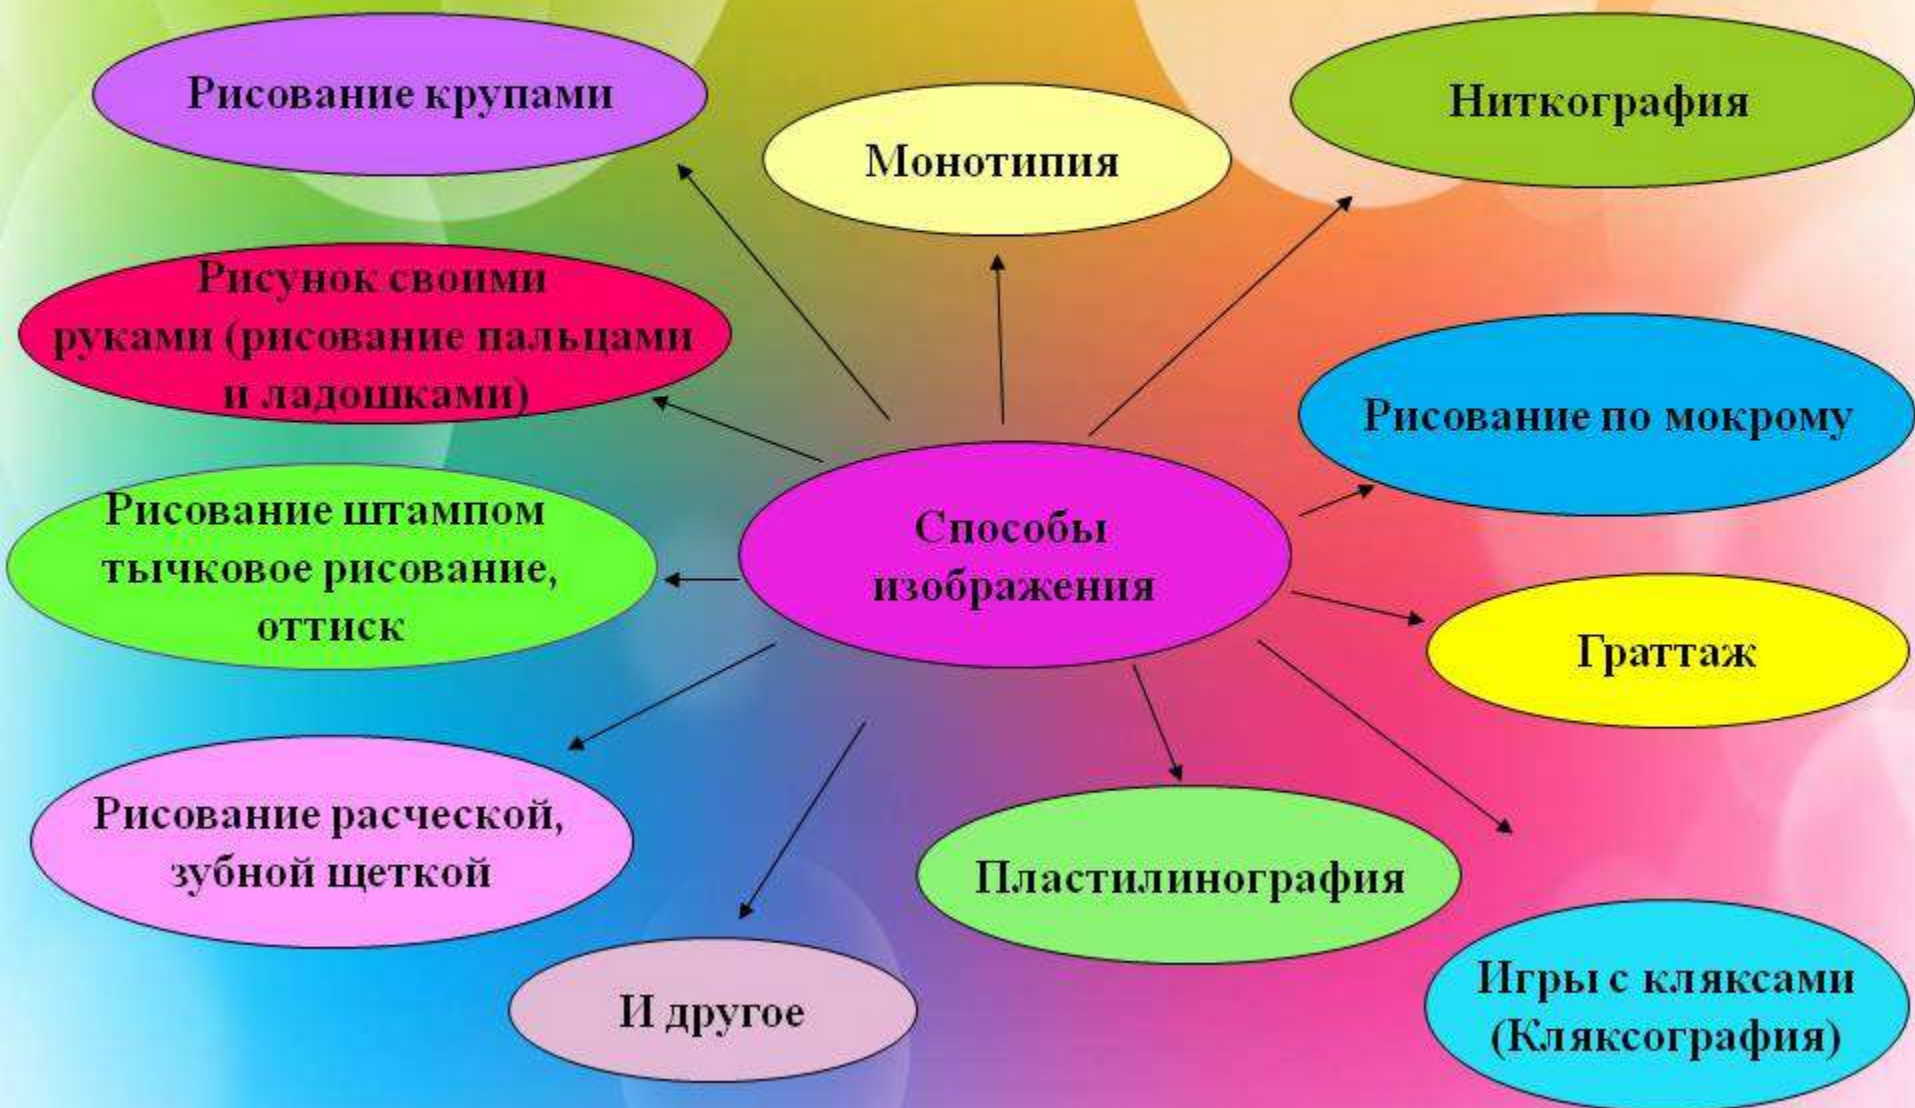 Рисование крупами
Монотипия
Ниткография
Рисунок своими
руками (рисование пальцами
и ладошками)
Рисование по мокрому
Рисование штампом
тычковое рисование,
оттиск
Способы
изображения
Граттаж
Рисование расческой,
зубной щеткой
Пластилинография
И другое
Игры с кляксами
(Кляксография)